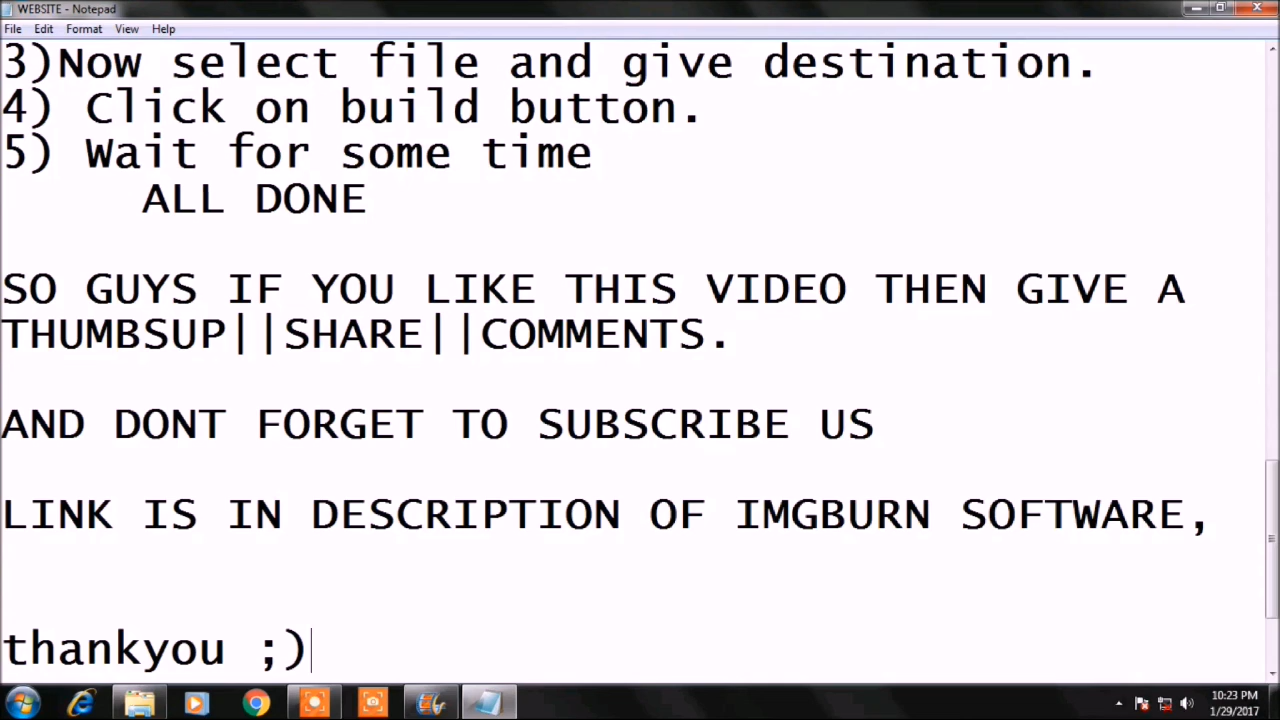 WEBSITE - Notepad
File Edit Format View Help
3)Now select file and give destination.
4) Click on build button.
5) Wait for some time
ALL DONE
SO GUYS IF YOU LIKE THIS VIDEO THEN GIVE A
THUMBSUP||SHARE||COMMENTS.
AND DONT FORGET TO SUBSCRIBE US
LINK IS IN DESCRIPTION OF IMGBURN SOFTWARE,
thankyou ;)
10:23 PM
1/29/2017